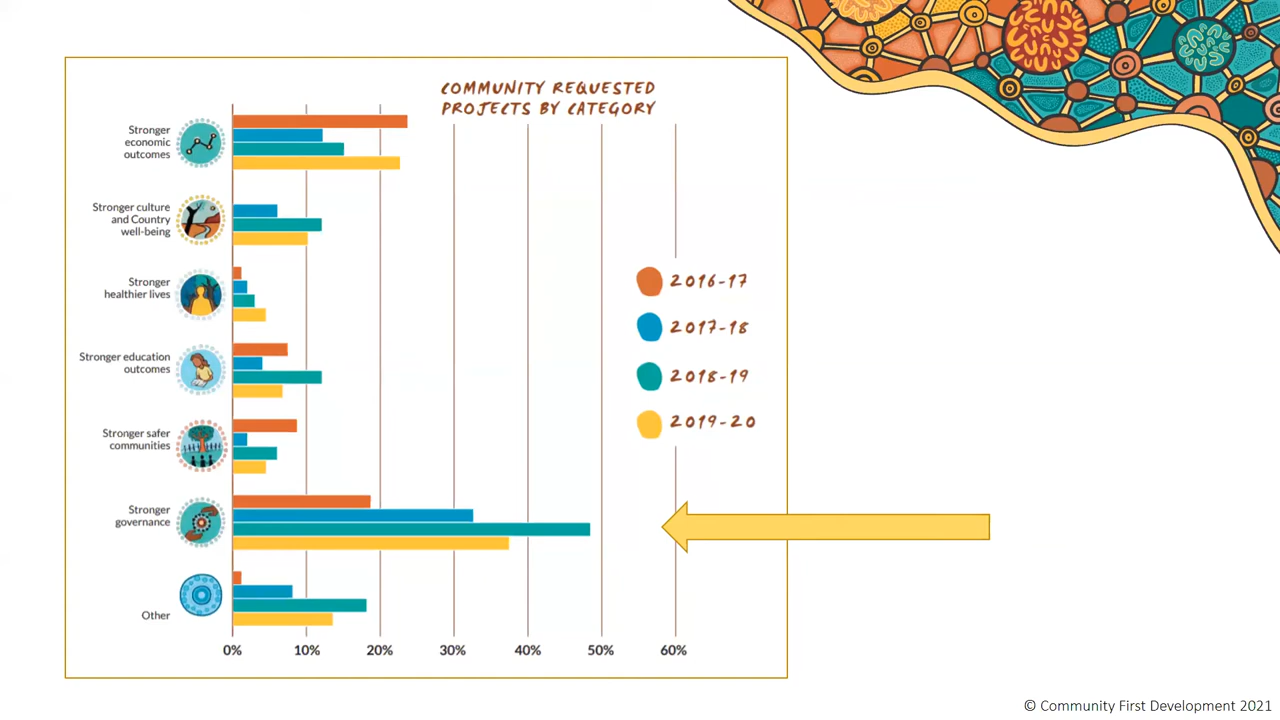 COMMUNITY REQUESTED
PROJECTS BY CATEGORY
Stronger
economic
outcomes
Stronger culture
and Country
well-being
Stronger
healthier lives
Stronger education
outcomes
Stronger safer
communities
Stronger
governance
Other
2016-17
2017-18
2018-19
2019-20
0% 10% 20% 30% 40% 50% 60%
© Community First Development 2021